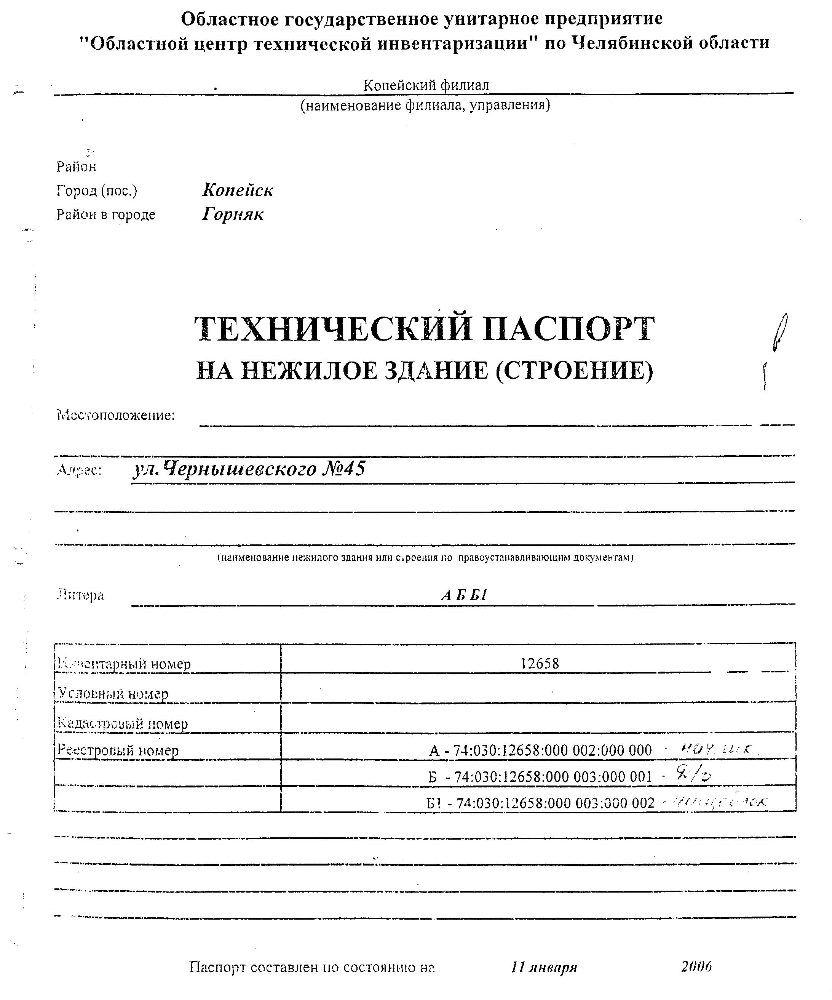 Областное государственное унитарное предприятие
"Областной центр технической инвентаризации" по Челябинской области
Копейский филиал
(наименование филиала, управления)
Район
Город (пос.) Копейск
Район в городе Горняк
ТЕХНИЧЕСКИЙ ПАСПОРТ
НА НЕЖИЛОЕ ЗДАНИЕ (СТРОЕНИЕ)
Местоположение:
Адрес: ул. Чернышевского №45
(наименование нежилого здания или строения по правоустанавливающим документам)
Литера А Б Б1
Инвентарный номер 12658
Условный номер
Кадастровый номер
Реестровый номер А - 74:030:12658:000 002:000 000 - нач. шк.
Б - 74:030:12658:000 003:000 001 - Д/о
Б1 - 74:030:12658:000 003:000 002 - пищеблок
Паспорт составлен по состоянию на 11 января 2006